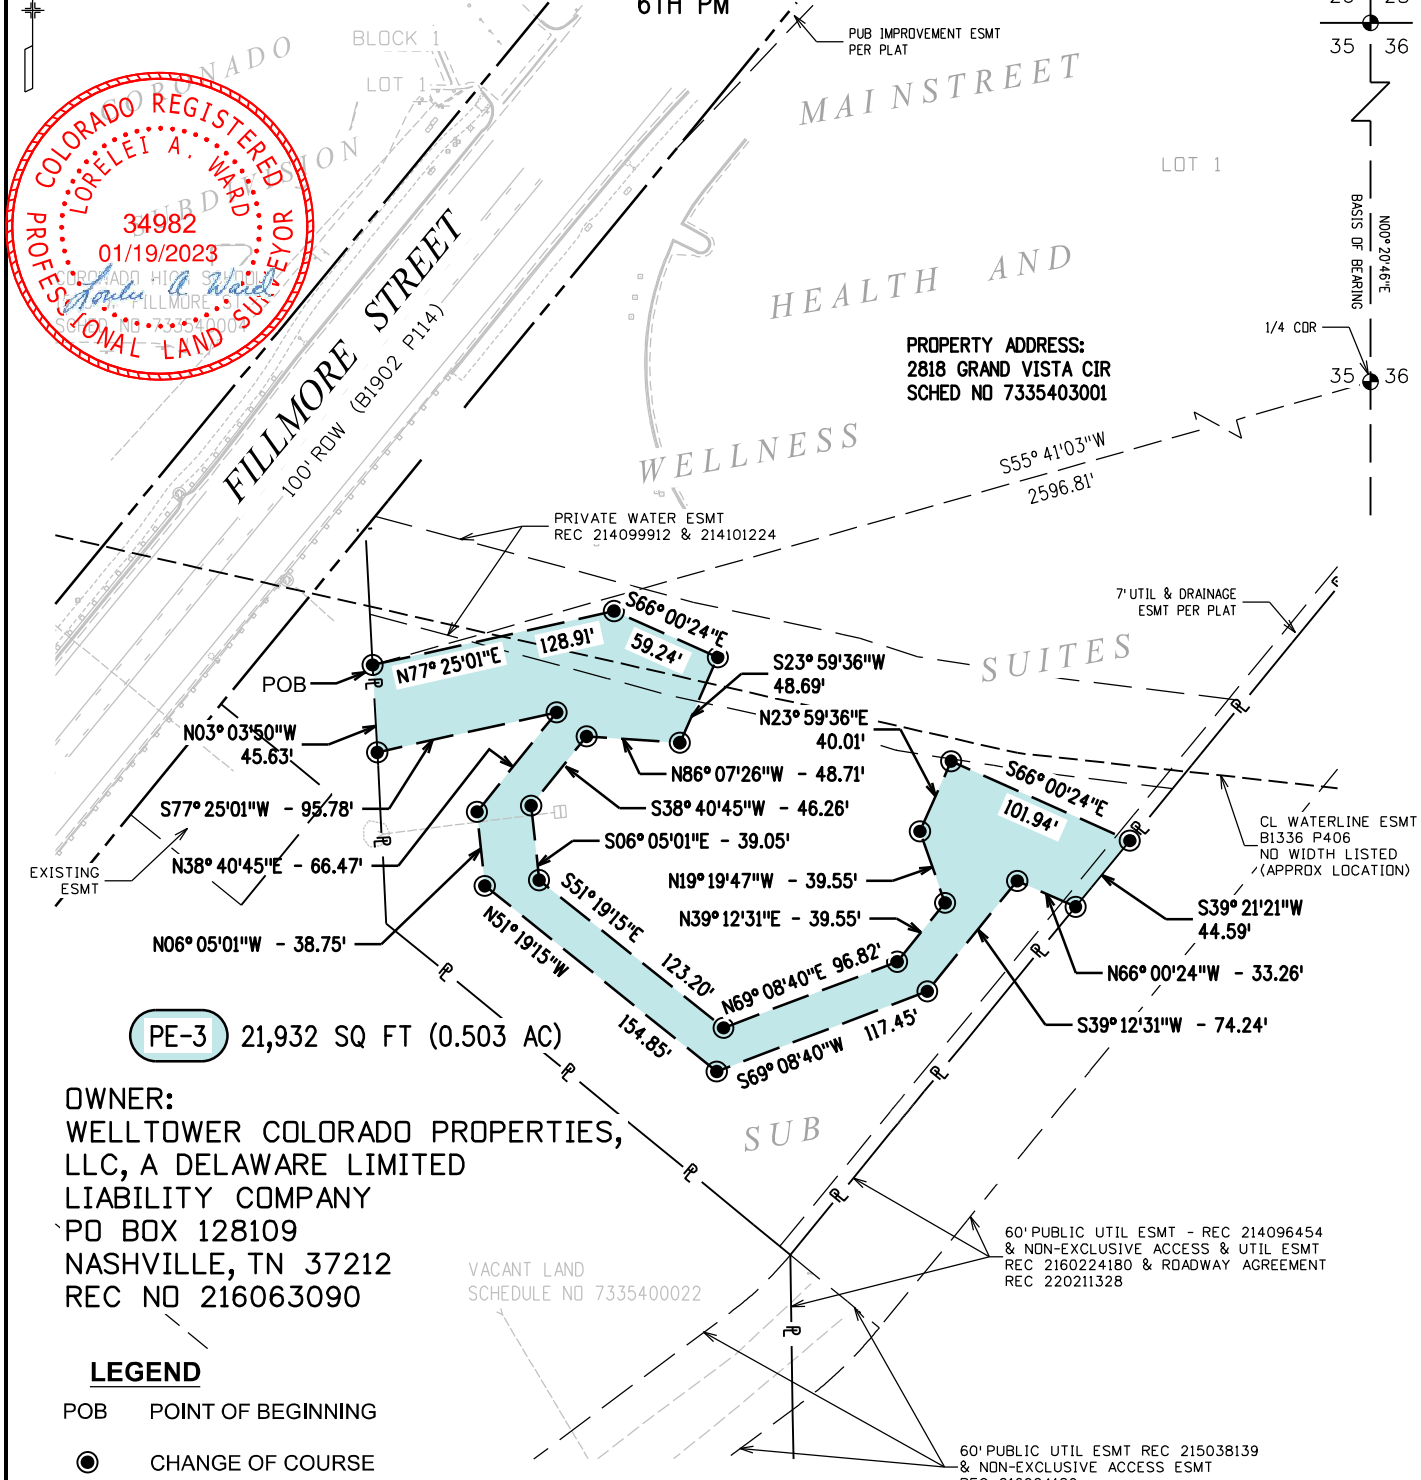 6TH PM
35 36
PUB IMPROVEMENT ESMT
PER PLAT
CORONADO
SUBDIVISION
BLOCK 1
LOT 1
MAINSTREET
HEALTH AND
WELLNESS
SUITES
SUB
LOT 1
COLORADO REGISTERED
PROFESSIONAL LAND SURVEYOR
LORELEI A. WARD
34982
01/19/2023
Lorelei A Ward
CORONADO HIGH SCHOOL
FILLMORE ST
SCHED NO 733540004
FILLMORE STREET
100' ROW (B1902 P114)
N00°20'46"E
BASIS OF BEARING
1/4 COR
35 36
PROPERTY ADDRESS:
2818 GRAND VISTA CIR
SCHED NO 7335403001
S55°41'03"W
2596.81'
PRIVATE WATER ESMT
REC 214099912 & 214101224
7' UTIL & DRAINAGE
ESMT PER PLAT
POB
N77°25'01"E
128.91'
S66°00'24"E
59.24'
S23°59'36"W
48.69'
N23°59'36"E
40.01'
N03°03'50"W
45.63'
N86°07'26"W - 48.71'
S66°00'24"E
101.94'
S77°25'01"W - 95.78'
S38°40'45"W - 46.26'
CL WATERLINE ESMT
B1336 P406
NO WIDTH LISTED
(APPROX LOCATION)
S06°05'01"E - 39.05'
EXISTING
ESMT
N38°40'45"E - 66.47'
N19°19'47"W - 39.55'
S39°21'21"W
44.59'
N39°12'31"E - 39.55'
N06°05'01"W - 38.75'
S51°19'15"E
123.20'
N51°19'15"W
154.85'
N69°08'40"E 96.82'
N66°00'24"W - 33.26'
S69°08'40"W
117.45'
S39°12'31"W - 74.24'
PE-3 21,932 SQ FT (0.503 AC)
OWNER:
WELLTOWER COLORADO PROPERTIES,
LLC, A DELAWARE LIMITED
LIABILITY COMPANY
PO BOX 128109
NASHVILLE, TN 37212
REC NO 216063090
VACANT LAND
SCHEDULE NO 7335400022
60' PUBLIC UTIL ESMT - REC 214096454
& NON-EXCLUSIVE ACCESS & UTIL ESMT
REC 2160224180 & ROADWAY AGREEMENT
REC 220211328
LEGEND
POB POINT OF BEGINNING
CHANGE OF COURSE
60' PUBLIC UTIL ESMT REC 215038139
& NON-EXCLUSIVE ACCESS ESMT